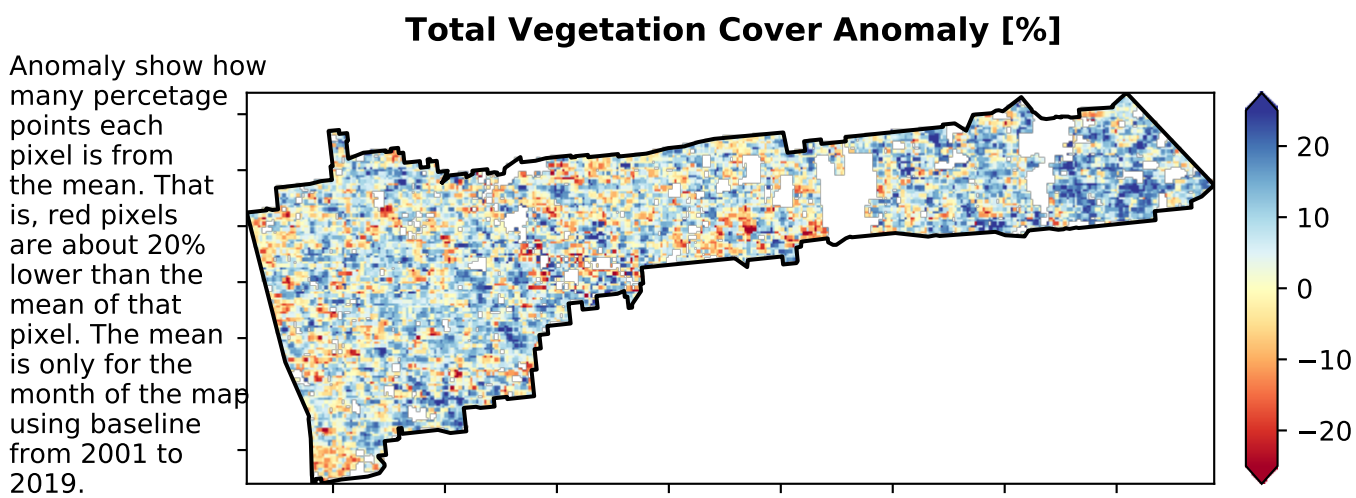 Total Vegetation Cover Anomaly [%]
Anomaly show how
many percetage
points each
pixel is from
the mean. That
is, red pixels
are about 20%
lower than the
mean of that
pixel. The mean
is only for the
month of the map
using baseline
from 2001 to
2019.
20
10
0
−10
−20